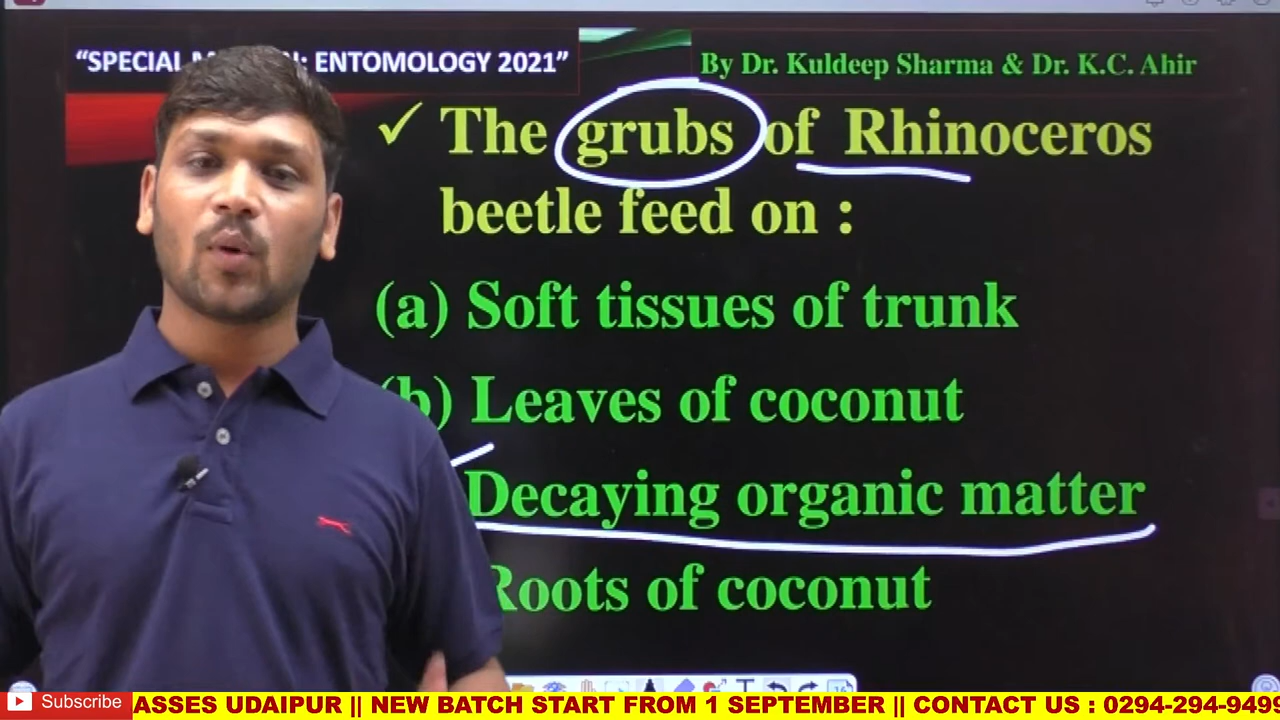 “SPECIAL N: ENTOMOLOGY 2021”
By Dr. Kuldeep Sharma & Dr. K.C. Ahir
✓ The grubs of Rhinoceros
beetle feed on :
(a) Soft tissues of trunk
(b) Leaves of coconut
Decaying organic matter
Roots of coconut
Subscribe
ASSES UDAIPUR || NEW BATCH START FROM 1 SEPTEMBER || CONTACT US : 0294-294-9499